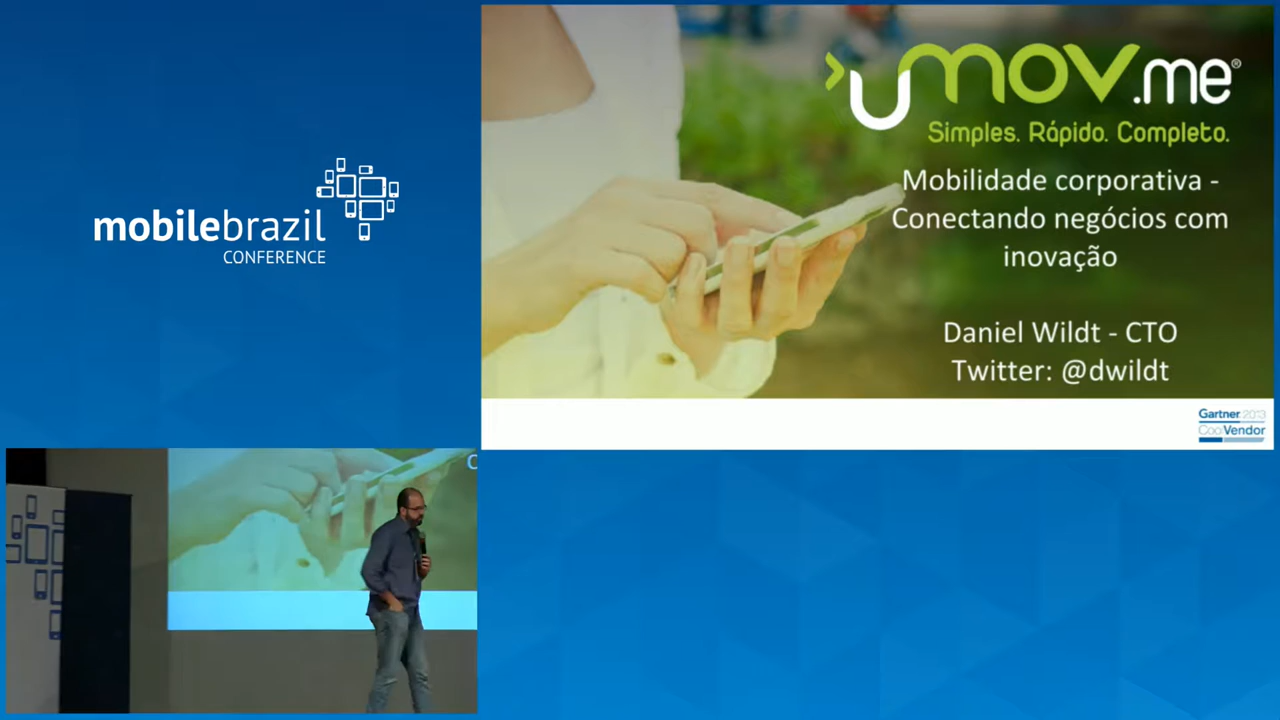 mobilebrazil
CONFERENCE
uMOV.me®
Simples. Rápido. Completo.
Mobilidade corporativa -
Conectando negócios com
inovação
Daniel Wildt - CTO
Twitter: @dwildt
Gartner 2013
Cool Vendor